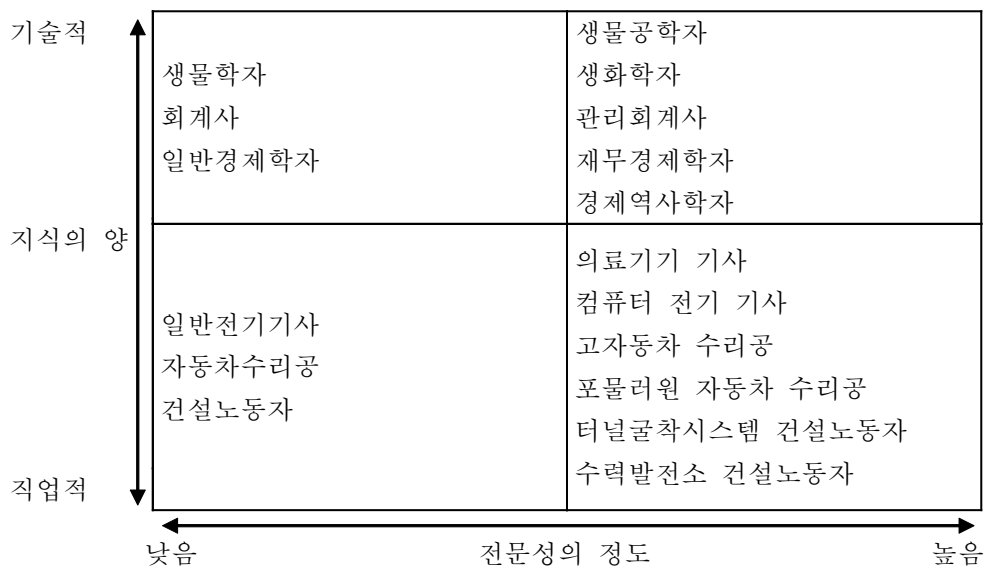 기술적
생물학자
회계사
일반경제학자
생물공학자
생화학자
관리회계사
재무경제학자
경제역사학자
지식의 양
일반전기기사
자동차수리공
건설노동자
의료기기 기사
컴퓨터 전기 기사
고자동차 수리공
포물러원 자동차 수리공
터널굴착시스템 건설노동자
수력발전소 건설노동자
직업적
낮음
전문성의 정도
높음